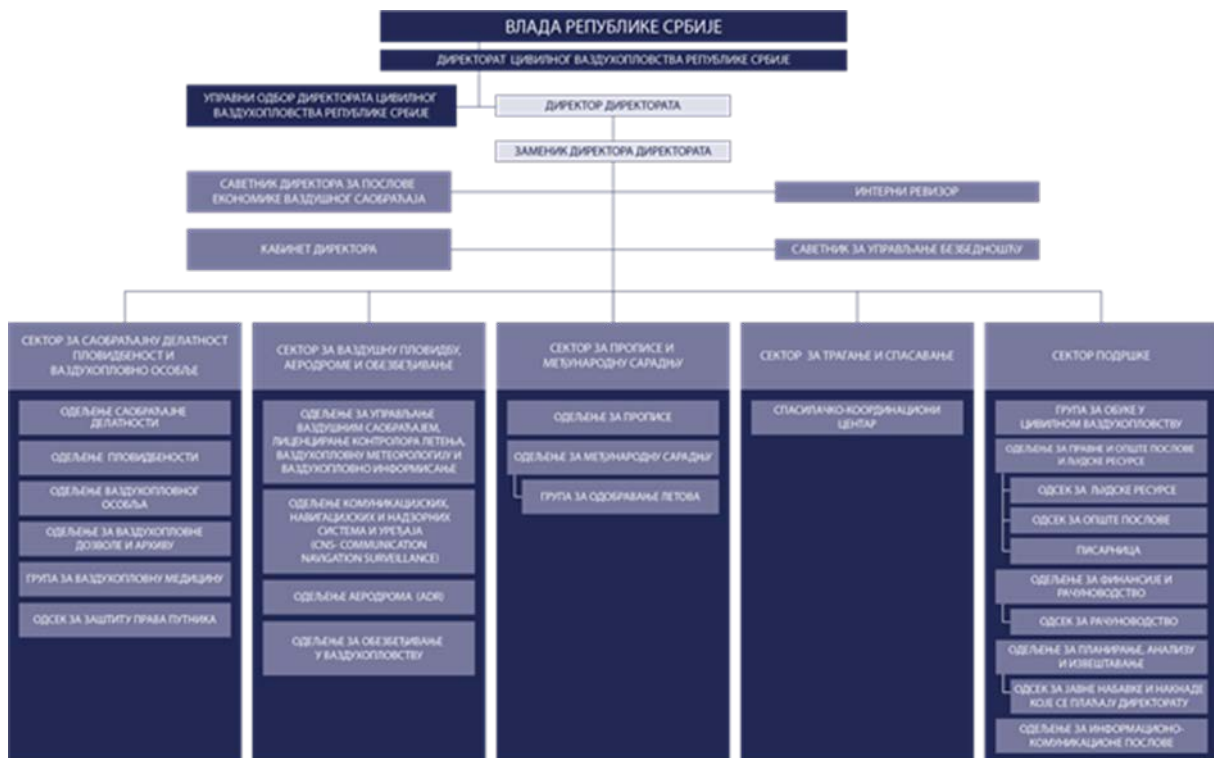 ВЛАДА РЕПУБЛИКЕ СРБИЈЕ
ДИРЕКТОРАТ ЦИВИЛНОГ ВАЗДУХОПЛОВСТВА РЕПУБЛИКЕ СРБИЈЕ
УПРАВНИ ОДБОР ДИРЕКТОРАТА ЦИВИЛНОГ
ВАЗДУХОПЛОВСТВА РЕПУБЛИКЕ СРБИЈЕ
ДИРЕКТОР ДИРЕКТОРАТА
ЗАМЕНИК ДИРЕКТОРА ДИРЕКТОРАТА
САВЕТНИК ДИРЕКТОРА ЗА ПОСЛОВЕ
ЕКОНОМИКЕ ВАЗДУШНОГ САОБРАЋАЈА
ИНТЕРНИ РЕВИЗОР
КАБИНЕТ ДИРЕКТОРА
САВЕТНИК ЗА УПРАВЉАЊЕ БЕЗБЕДНОШЋУ
СЕКТОР ЗА САОБРАЋАЈНУ ДЕЛАТНОСТ
ПЛОВИДБЕНОСТ И
ВАЗДУХОПЛОВНО ОСОБЉЕ
ОДЕЉЕЊЕ САОБРАЋАЈНЕ
ДЕЛАТНОСТИ
ОДЕЉЕЊЕ ПЛОВИДБЕНОСТИ
ОДЕЉЕЊЕ ВАЗДУХОПЛОВНОГ
ОСОБЉА
ОДЕЉЕЊЕ ЗА ВАЗДУХОПЛОВНЕ
ДОЗВОЛЕ И АРХИВУ
ГРУПА ЗА ВАЗДУХОПЛОВНУ МЕДИЦИНУ
ОДСЕК ЗА ЗАШТИТУ ПРАВА ПУТНИКА
СЕКТОР ЗА ВАЗДУШНУ ПЛОВИДБУ,
АЕРОДРОМЕ И ОБЕЗБЕЂИВАЊЕ
ОДЕЉЕЊЕ ЗА УПРАВЉАЊЕ
ВАЗДУШНИМ САОБРАЋАЈЕМ,
ЛИЦЕНЦИРАЊЕ КОНТРОЛОРА ЛЕТЕЊА,
ВАЗДУХОПЛОВНУ МЕТЕОРОЛОГИЈУ И
ВАЗДУХОПЛОВНО ИНФОРМИСАЊЕ
ОДЕЉЕЊЕ КОМУНИКАЦИЈСКИХ,
НАВИГАЦИЈСКИХ И НАДЗОРНИХ
СИСТЕМА И УРЕЂАЈА
(CNS- COMMUNICATION
NAVIGATION SURVEILLANCE)
ОДЕЉЕЊЕ АЕРОДРОМА (ADR)
ОДЕЉЕЊЕ ЗА ОБЕЗБЕЂИВАЊЕ
У ВАЗДУХОПЛОВСТВУ
СЕКТОР ЗА ПРОПИСЕ И
МЕЂУНАРОДНУ САРАДЊУ
ОДЕЉЕЊЕ ЗА ПРОПИСЕ
ОДЕЉЕЊЕ ЗА МЕЂУНАРОДНУ САРАДЊУ
ГРУПА ЗА ОДОБРАВАЊЕ ЛЕТОВА
СЕКТОР ЗА ТРАГАЊЕ И СПАСАВАЊЕ
СПАСИЛАЧКО-КООРДИНАЦИОНИ
ЦЕНТАР
СЕКТОР ПОДРШКЕ
ГРУПА ЗА ОБУКЕ У
ЦИВИЛНОМ ВАЗДУХОПЛОВСТВУ
ОДЕЉЕЊЕ ЗА ПРАВНЕ И ОПШТЕ ПОСЛОВЕ
И ЉУДСКЕ РЕСУРСЕ
ОДСЕК ЗА ЉУДСКЕ РЕСУРСЕ
ОДСЕК ЗА ОПШТЕ ПОСЛОВЕ
ПИСАРНИЦА
ОДЕЉЕЊЕ ЗА ФИНАНСИЈЕ И
РАЧУНОВОДСТВО
ОДСЕК ЗА РАЧУНОВОДСТВО
ОДЕЉЕЊЕ ЗА ПЛАНИРАЊЕ, АНАЛИЗУ
И ИЗВЕШТАВАЊЕ
ОДСЕК ЗА ЈАВНЕ НАБАВКЕ И НАКНАДЕ
КОЈЕ СЕ ПЛАЋАЈУ ДИРЕКТОРАТУ
ОДЕЉЕЊЕ ЗА ИНФОРМАЦИОНО-
КОМУНИКАЦИОНЕ ПОСЛОВЕ